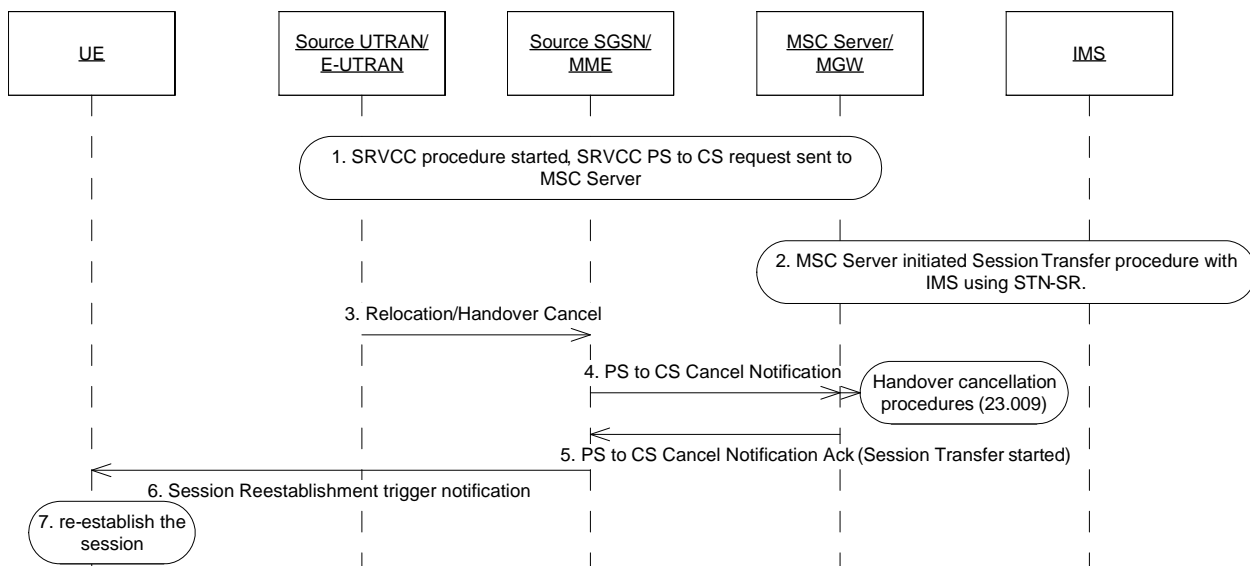 UE
Source UTRAN/
E-UTRAN
Source SGSN/
MME
MSC Server/
MGW
IMS
1. SRVCC procedure started, SRVCC PS to CS request sent to
MSC Server
2. MSC Server initiated Session Transfer procedure with
IMS using STN-SR.
3. Relocation/Handover Cancel
4. PS to CS Cancel Notification
Handover cancellation
procedures (23.009)
5. PS to CS Cancel Notification Ack (Session Transfer started)
6. Session Reestablishment trigger notification
7. re-establish the
session